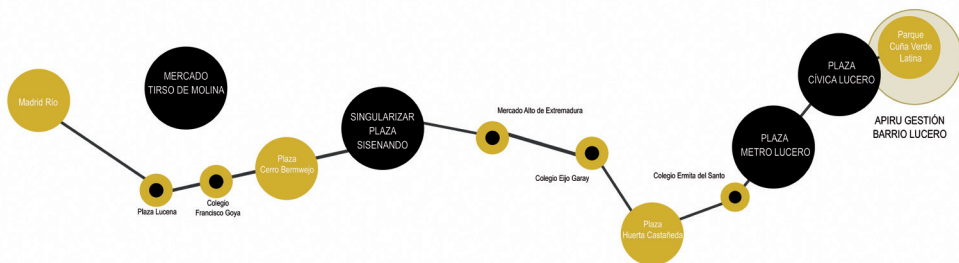 Madrid Río
MERCADO
TIRSO DE MOLINA
Plaza Lucena
Colegio
Francisco Goya
Plaza
Cerro Bermwejo
SINGULARIZAR
PLAZA
SISENANDO
Mercado Alto de Extremadura
Colegio Eijo Garay
Plaza
Huerta Castañeda
Colegio Ermita del Santo
PLAZA
METRO LUCERO
PLAZA
CÍVICA LUCERO
Parque
Cuña Verde
Latina
APIRU GESTIÓN
BARRIO LUCERO